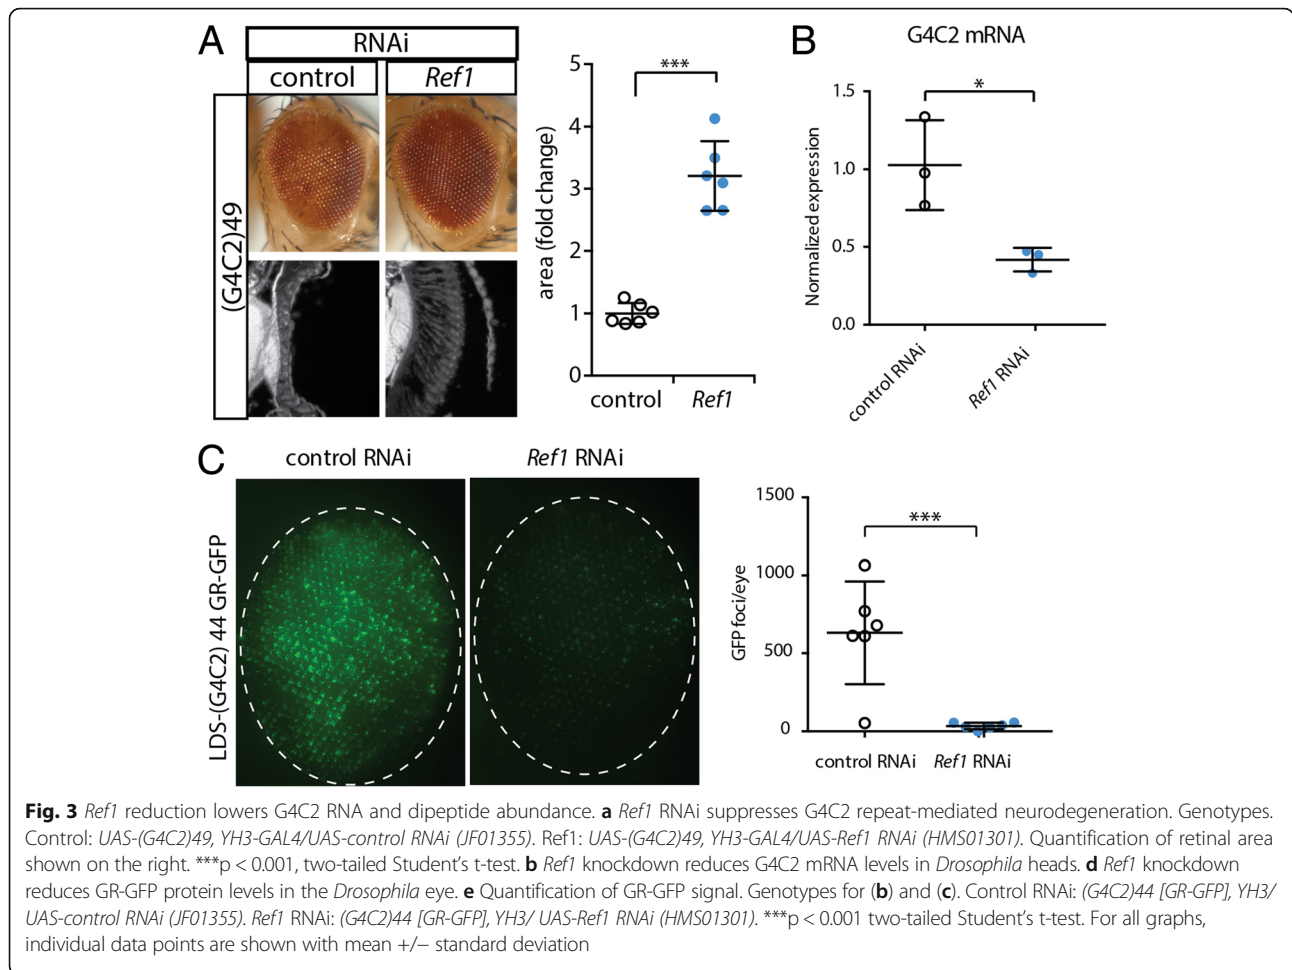 A
RNAi
control
Ref1
(G4C2)49
area (fold change)
5
4
3
2
1
0
***
control
Ref1
B
G4C2 mRNA
Normalized expression
1.5
1.0
0.5
0.0
*
control RNAi
Ref1 RNAi
C
control RNAi
Ref1 RNAi
LDS-(G4C2) 44 GR-GFP
GFP foci/eye
1500
1000
500
0
***
control RNAi
Ref1 RNAi
Fig. 3 Ref1 reduction lowers G4C2 RNA and dipeptide abundance. a Ref1 RNAi suppresses G4C2 repeat-mediated neurodegeneration. Genotypes.
Control: UAS-(G4C2)49, YH3-GAL4/UAS-control RNAi (JF01355). Ref1: UAS-(G4C2)49, YH3-GAL4/UAS-Ref1 RNAi (HMS01301). Quantification of retinal area
shown on the right. ***p < 0.001, two-tailed Student's t-test. b Ref1 knockdown reduces G4C2 mRNA levels in Drosophila heads. d Ref1 knockdown
reduces GR-GFP protein levels in the Drosophila eye. e Quantification of GR-GFP signal. Genotypes for (b) and (c). Control RNAi: (G4C2)44 [GR-GFP], YH3/
UAS-control RNAi (JF01355). Ref1 RNAi: (G4C2)44 [GR-GFP], YH3/ UAS-Ref1 RNAi (HMS01301). ***p < 0.001 two-tailed Student's t-test. For all graphs,
individual data points are shown with mean +/− standard deviation